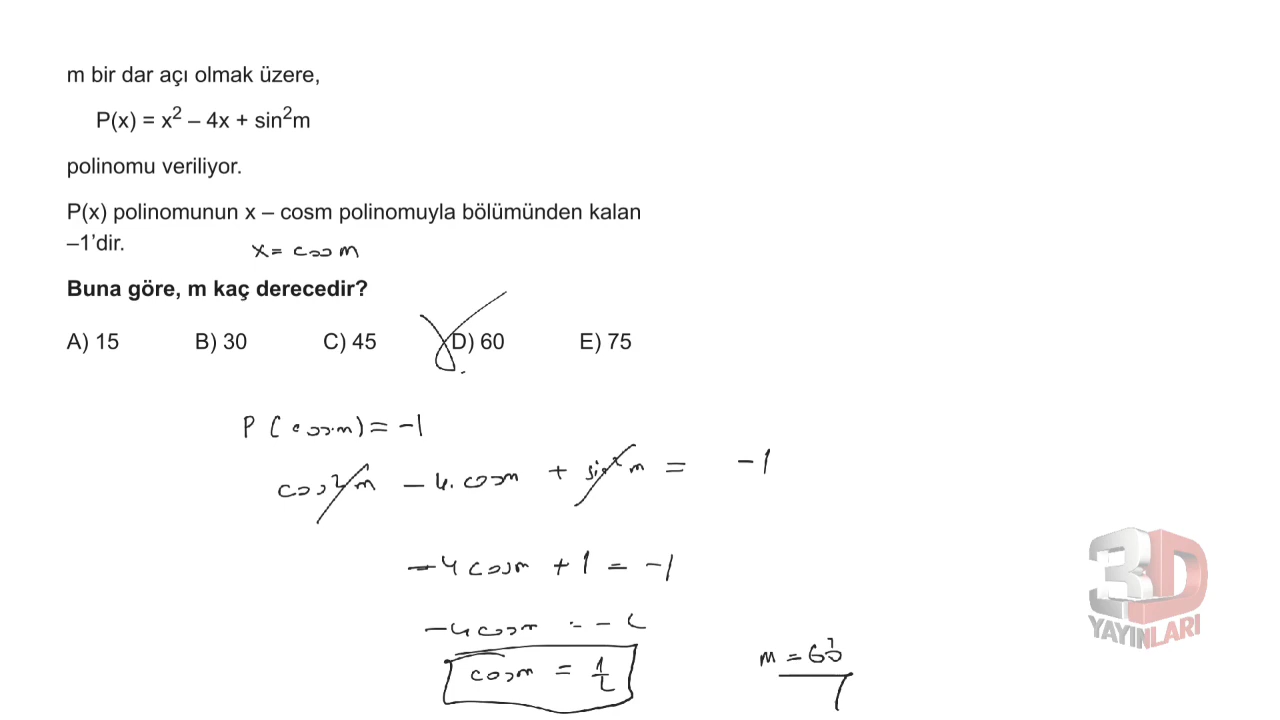 m bir dar açı olmak üzere,
P(x) = x² – 4x + sin²m
polinomu veriliyor.
P(x) polinomunun x – cosm polinomuyla bölümünden kalan
–1’dir.
x = cosm
Buna göre, m kaç derecedir?
A) 15 B) 30 C) 45 D) 60 E) 75
P(cosm) = -1
cos²m - 4.cosm + sin²m = -1
-4cosm + 1 = -1
-4cosm = -2
cosm = 1/2
m = 60
3D
YAYINLARI